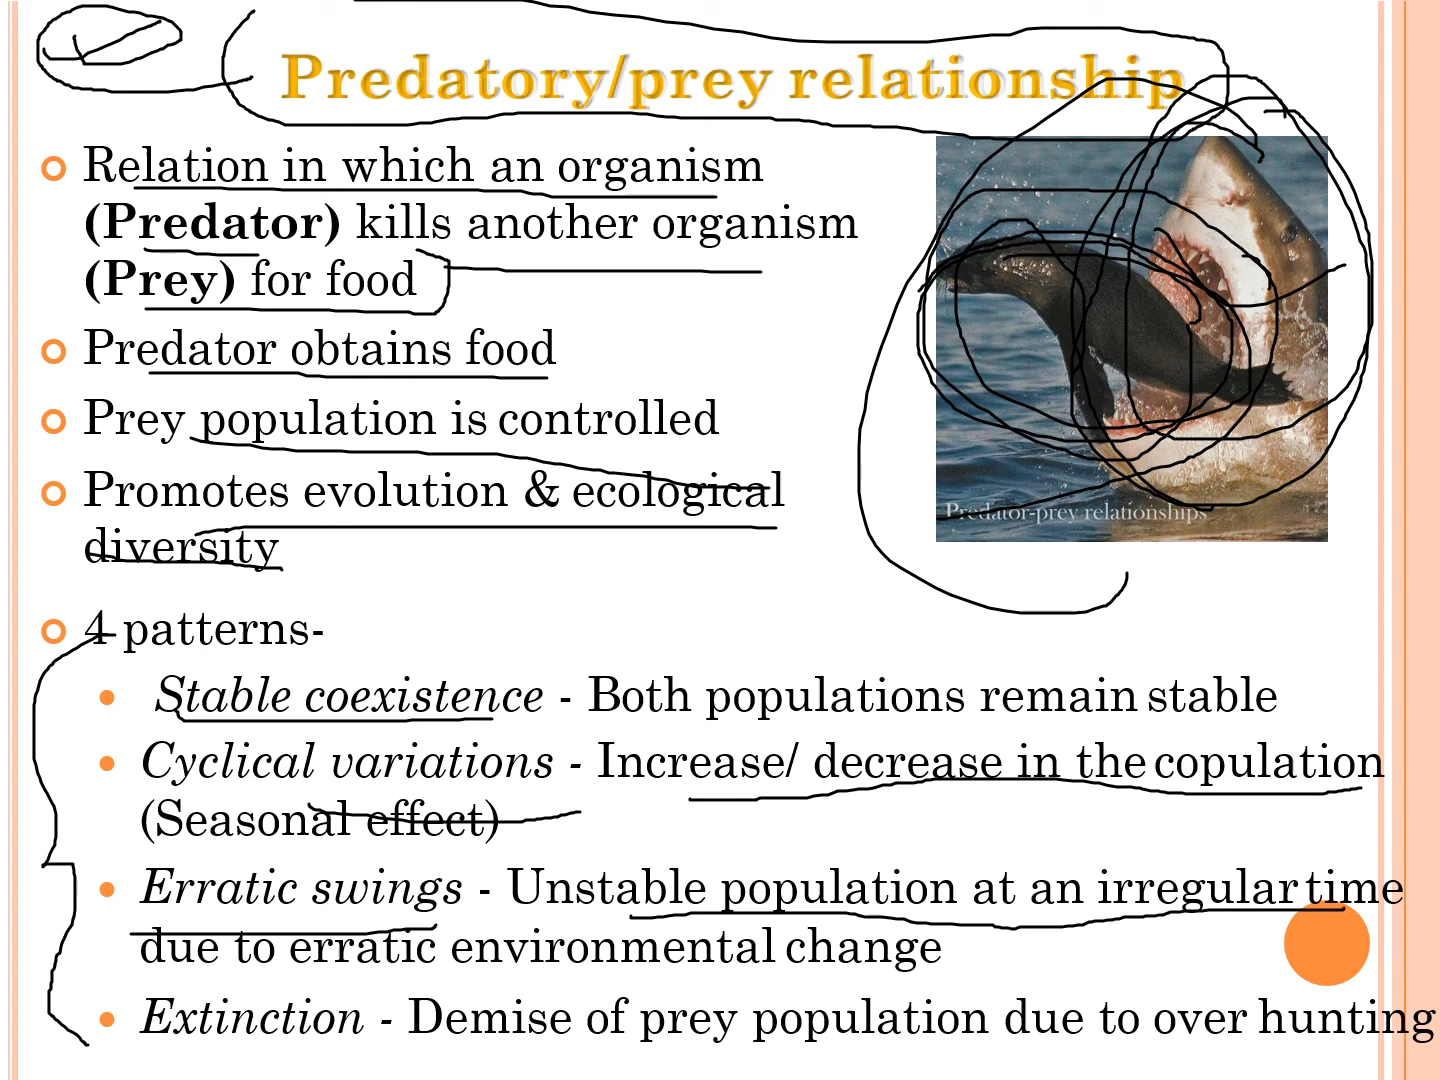 Predatory/prey relationship
Relation in which an organism
(Predator) kills another organism
(Prey) for food
Predator obtains food
Prey population is controlled
Promotes evolution & ecological
diversity
Predator-prey relationships
4 patterns-
Stable coexistence - Both populations remain stable
Cyclical variations - Increase/ decrease in the copulation
(Seasonal effect)
Erratic swings - Unstable population at an irregular time
due to erratic environmental change
Extinction - Demise of prey population due to over hunting